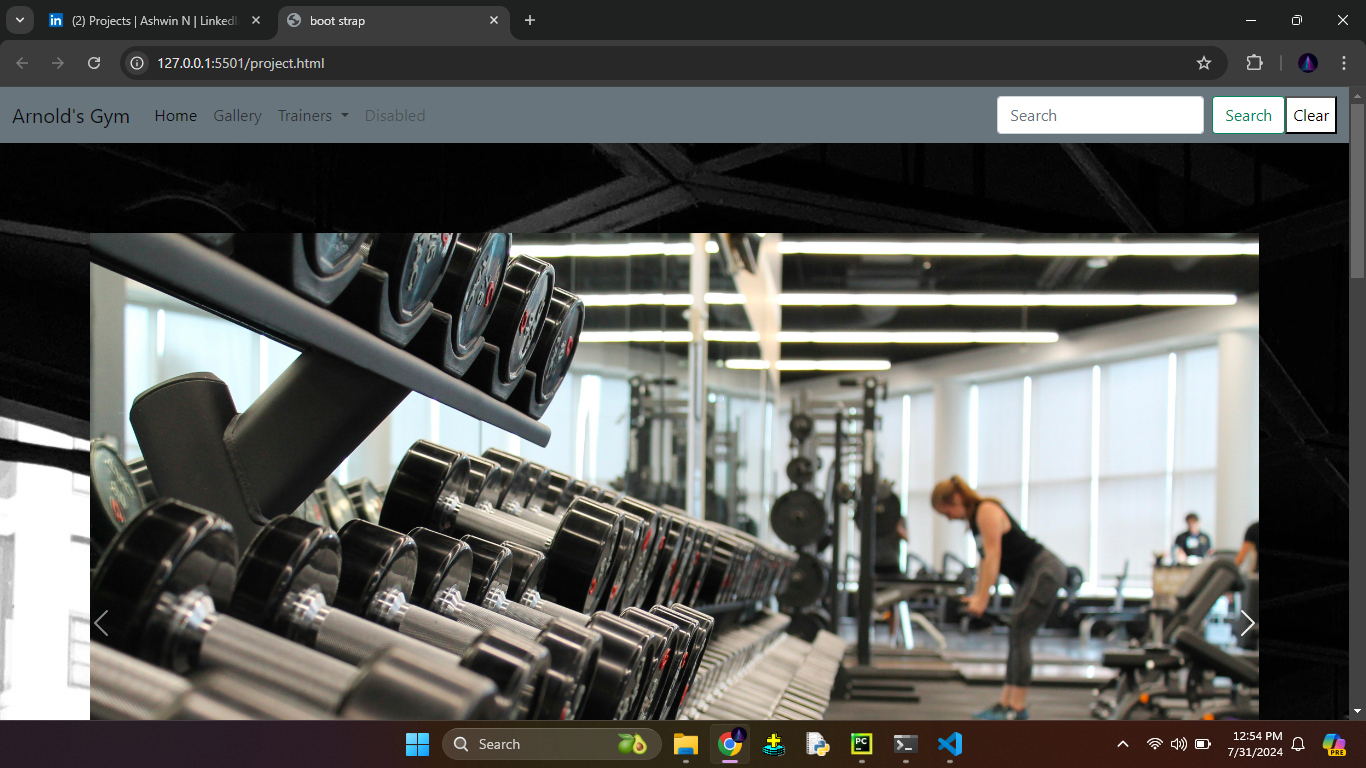 (2) Projects | Ashwin N | LinkedI
boot strap
127.0.0.1:5501/project.html
Arnold's Gym Home Gallery Trainers Disabled Search Search Clear
Search
PC
12:54 PM
7/31/2024
PRE